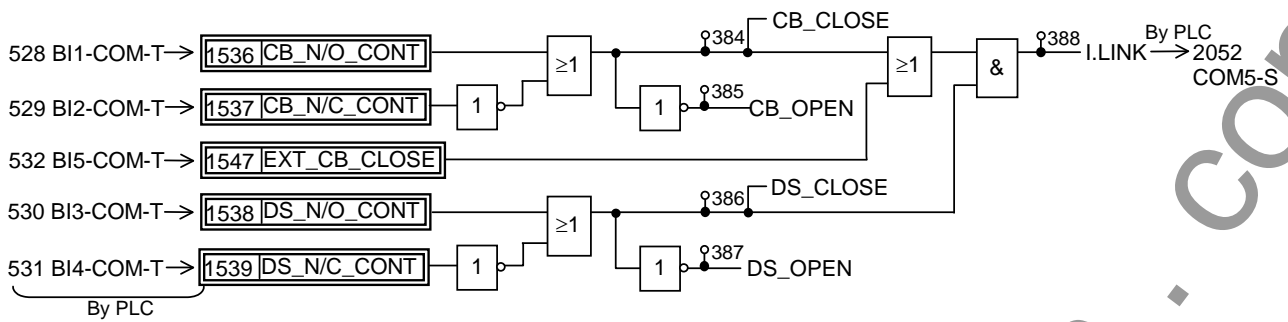 CB_CLOSE
528 BI1-COM-T 1536 CB_N/O_CONT ≥1 384 ≥1 & 388 I.LINK By PLC 2052
COM5-S
529 BI2-COM-T 1537 CB_N/C_CONT 1 1 385 CB_OPEN
532 BI5-COM-T 1547 EXT_CB_CLOSE
DS_CLOSE
530 BI3-COM-T 1538 DS_N/O_CONT ≥1 386
531 BI4-COM-T 1539 DS_N/C_CONT 1 1 387 DS_OPEN
By PLC
. com